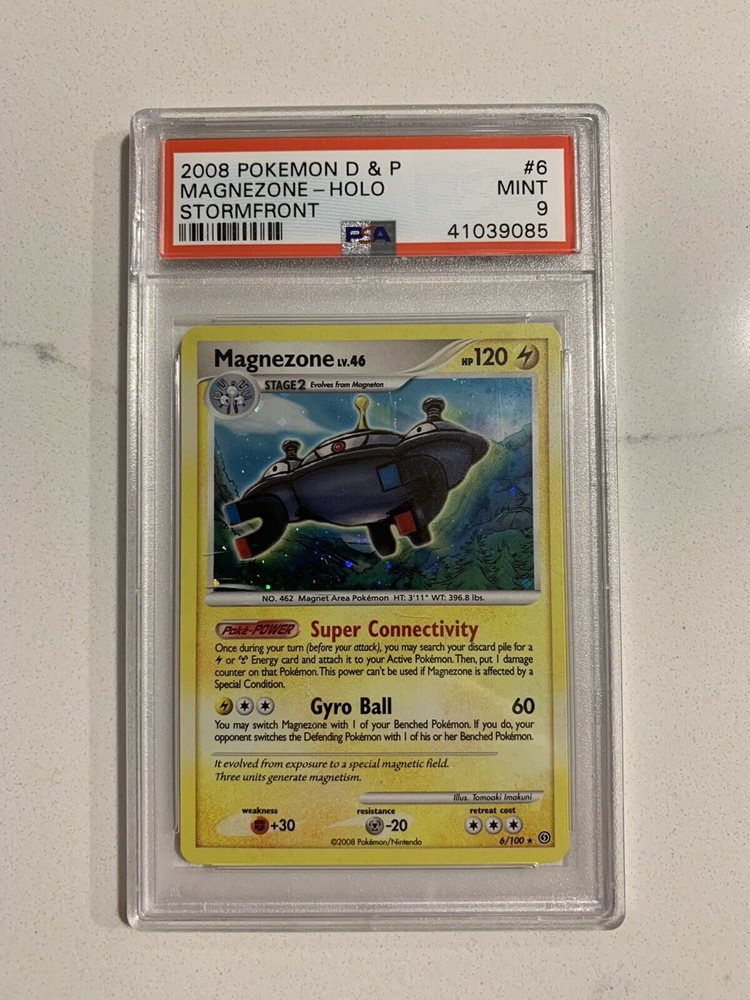 2008 POKEMON D & P #6
MAGNEZONE – HOLO MINT
STORMFRONT 9
PSA 41039085
Magnezone LV.46 HP 120
STAGE2 Evolves from Magneton
NO. 462 Magnet Area Pokémon HT: 3'11" WT: 396.8 lbs.
Poké-POWER Super Connectivity
Once during your turn (before your attack), you may search your discard pile for a
or Energy card and attach it to your Active Pokémon. Then, put 1 damage
counter on that Pokémon. This power can't be used if Magnezone is affected by a
Special Condition.
Gyro Ball 60
You may switch Magnezone with 1 of your Benched Pokémon. If you do, your
opponent switches the Defending Pokémon with 1 of his or her Benched Pokémon.
It evolved from exposure to a special magnetic field.
Three units generate magnetism.
Illus. Tomoaki Imakuni
weakness resistance retreat cost
+30 -20
©2008 Pokémon/Nintendo 6/100 ★